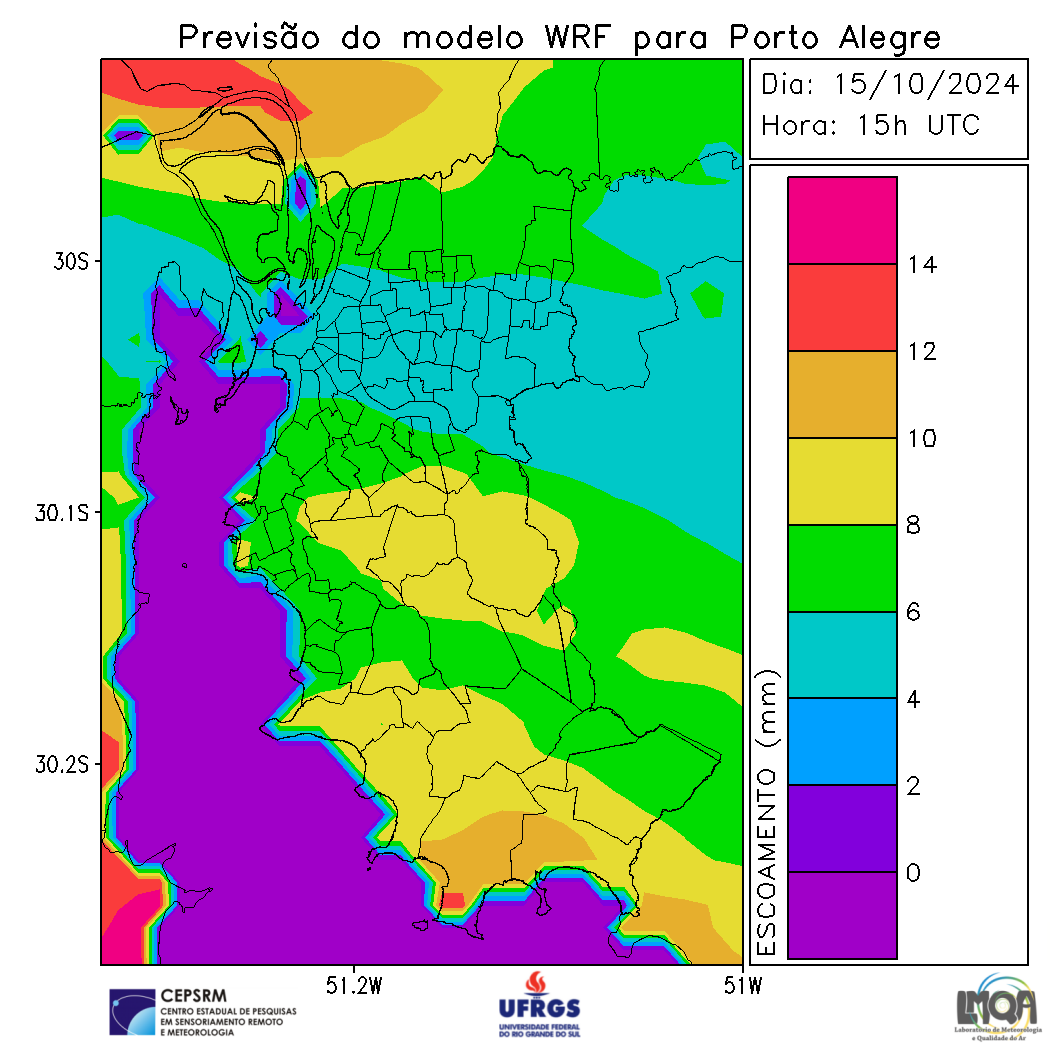 Previsão do modelo WRF para Porto Alegre
Dia: 15/10/2024
Hora: 15h UTC
30S
30.1S
30.2S
51.2W
51W
14
12
10
8
6
4
2
0
ESCOAMENTO (mm)
CEPSRM
CENTRO ESTADUAL DE PESQUISAS
EM SENSORIAMENTO REMOTO
E METEOROLOGIA
UFRGS
UNIVERSIDADE FEDERAL
DO RIO GRANDE DO SUL
LMQA
Laboratório de Meteorologia
e Qualidade do Ar